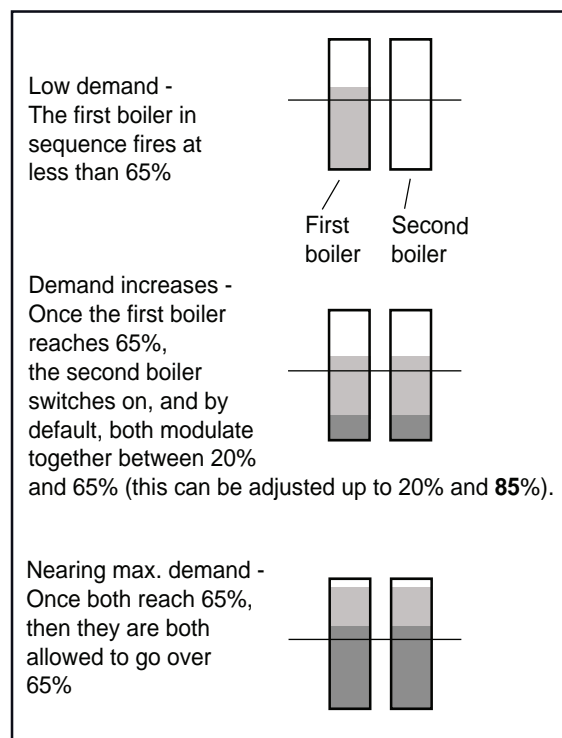 Low demand -
The first boiler in
sequence fires at
less than 65%
First
boiler
Second
boiler
Demand increases -
Once the first boiler
reaches 65%,
the second boiler
switches on, and by
default, both modulate
together between 20%
and 65% (this can be adjusted up to 20% and 85%).
Nearing max. demand -
Once both reach 65%,
then they are both
allowed to go over
65%